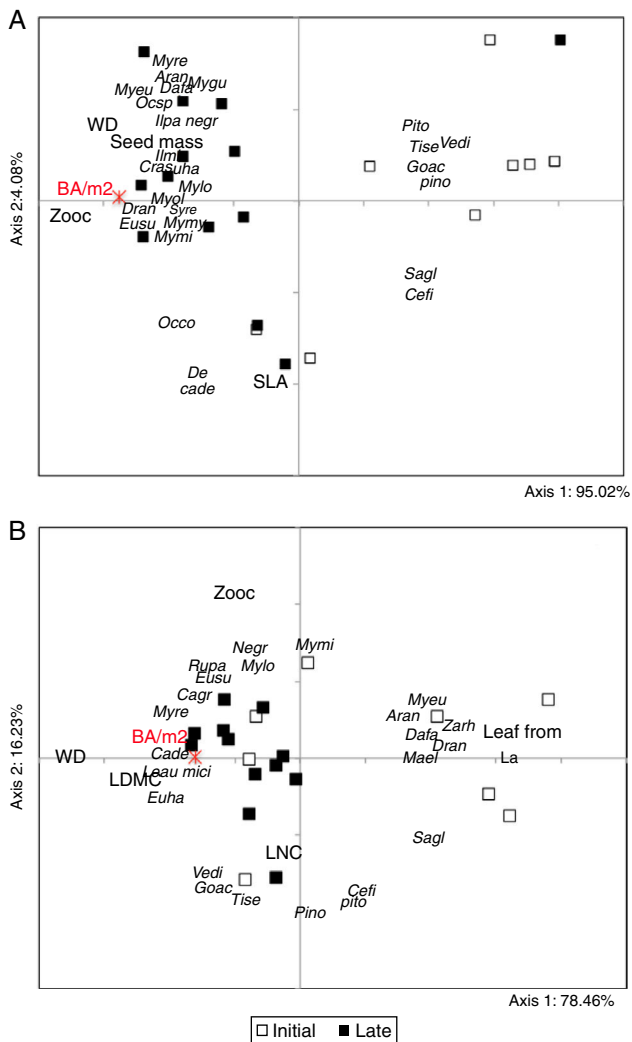 A
Myre
Aran
Myeu Dafa Mygu
Ocsp
WD
Ilpa negr
Seed mass
Pito
Tise Vedi
Goac
pino
Ilmi
Crasuha
BA/m2
Mylo
Myol
Zooc
Dran Syre
Eusu Mymy
Mymi
Sagl
Cefi
Occo
De
cade
SLA
Axis 2:4.08%
Axis 1: 95.02%
B
Zooc
Negr Mymi
Rupa Mylo
Eusu
Cagr
Myre
BA/m2
Myeu
Aran Zarh
Dafa Leaf from
Dran
WD
Cade
Mael La
LDMC
Leau mici
Euha
Sagl
LNC
Vedi
Goac
Tise
Cefi
pito
Pino
Axis 2: 16.23%
Axis 1: 78.46%
Initial Late